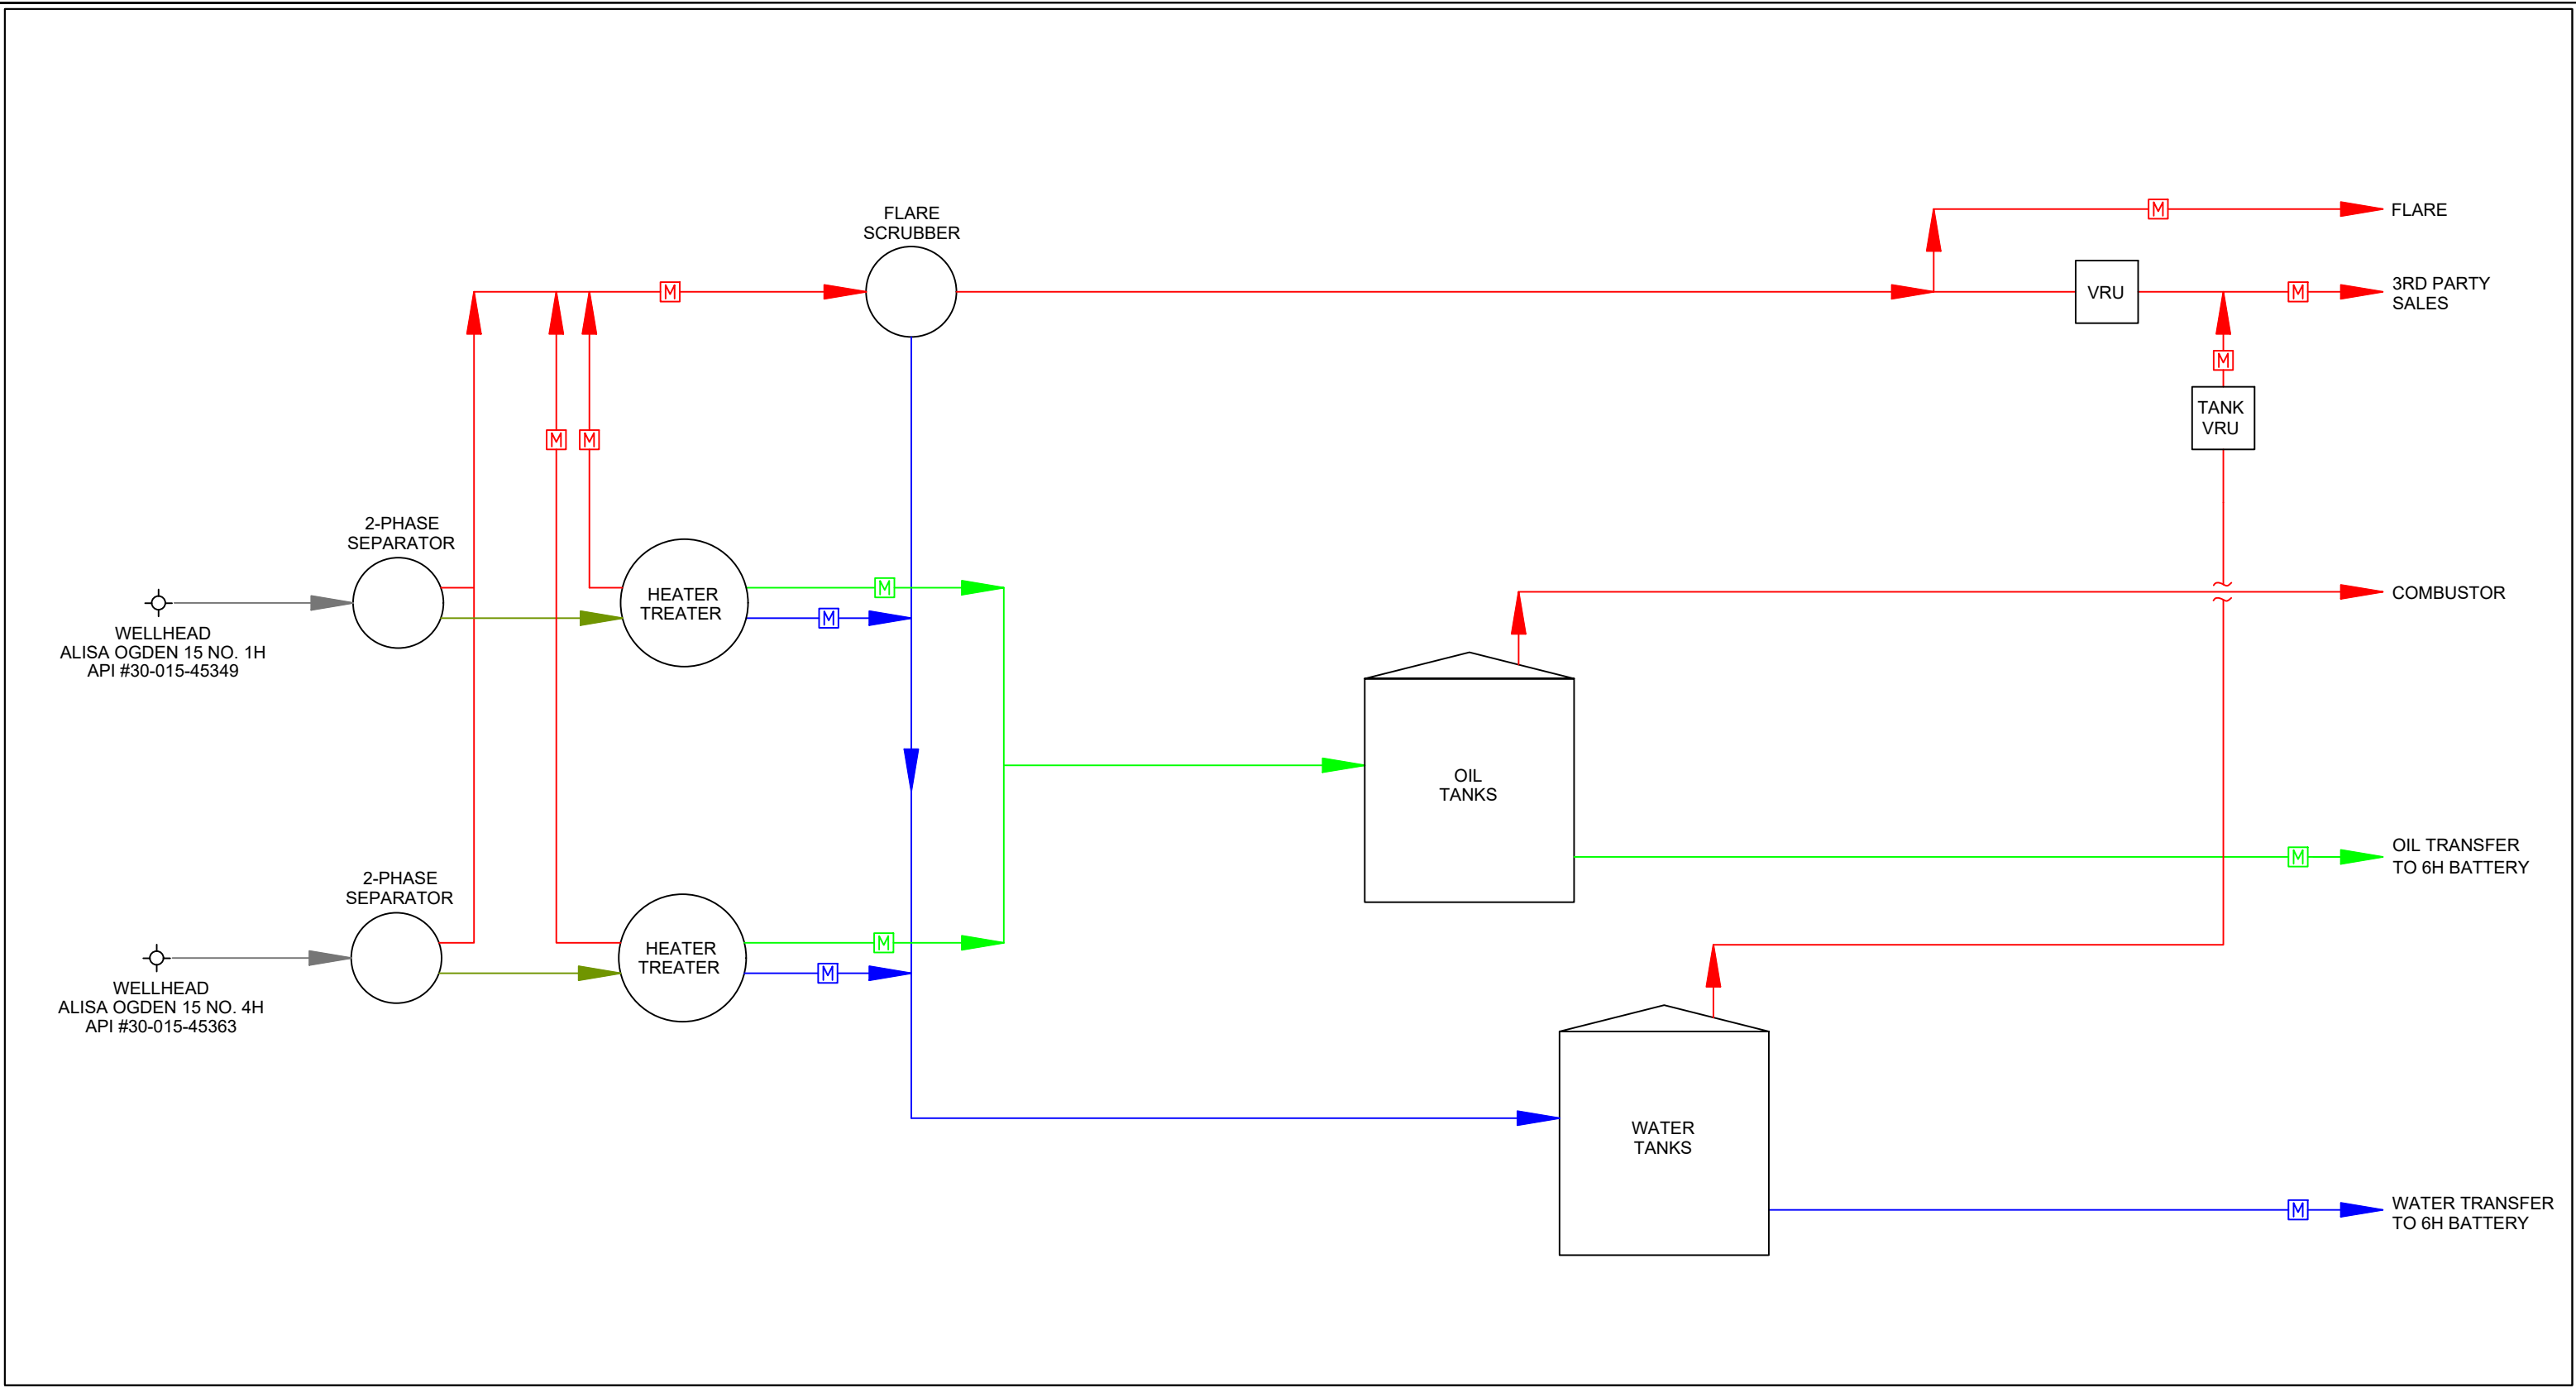 FLARE
SCRUBBER
M
FLARE
M
VRU
M
3RD PARTY
SALES
M
TANK
VRU
M
M
2-PHASE
SEPARATOR
HEATER
TREATER
M
M
WELLHEAD
ALISA OGDEN 15 NO. 1H
API #30-015-45349
COMBUSTOR
OIL
TANKS
M
OIL TRANSFER
TO 6H BATTERY
2-PHASE
SEPARATOR
HEATER
TREATER
M
M
WELLHEAD
ALISA OGDEN 15 NO. 4H
API #30-015-45363
WATER
TANKS
M
WATER TRANSFER
TO 6H BATTERY